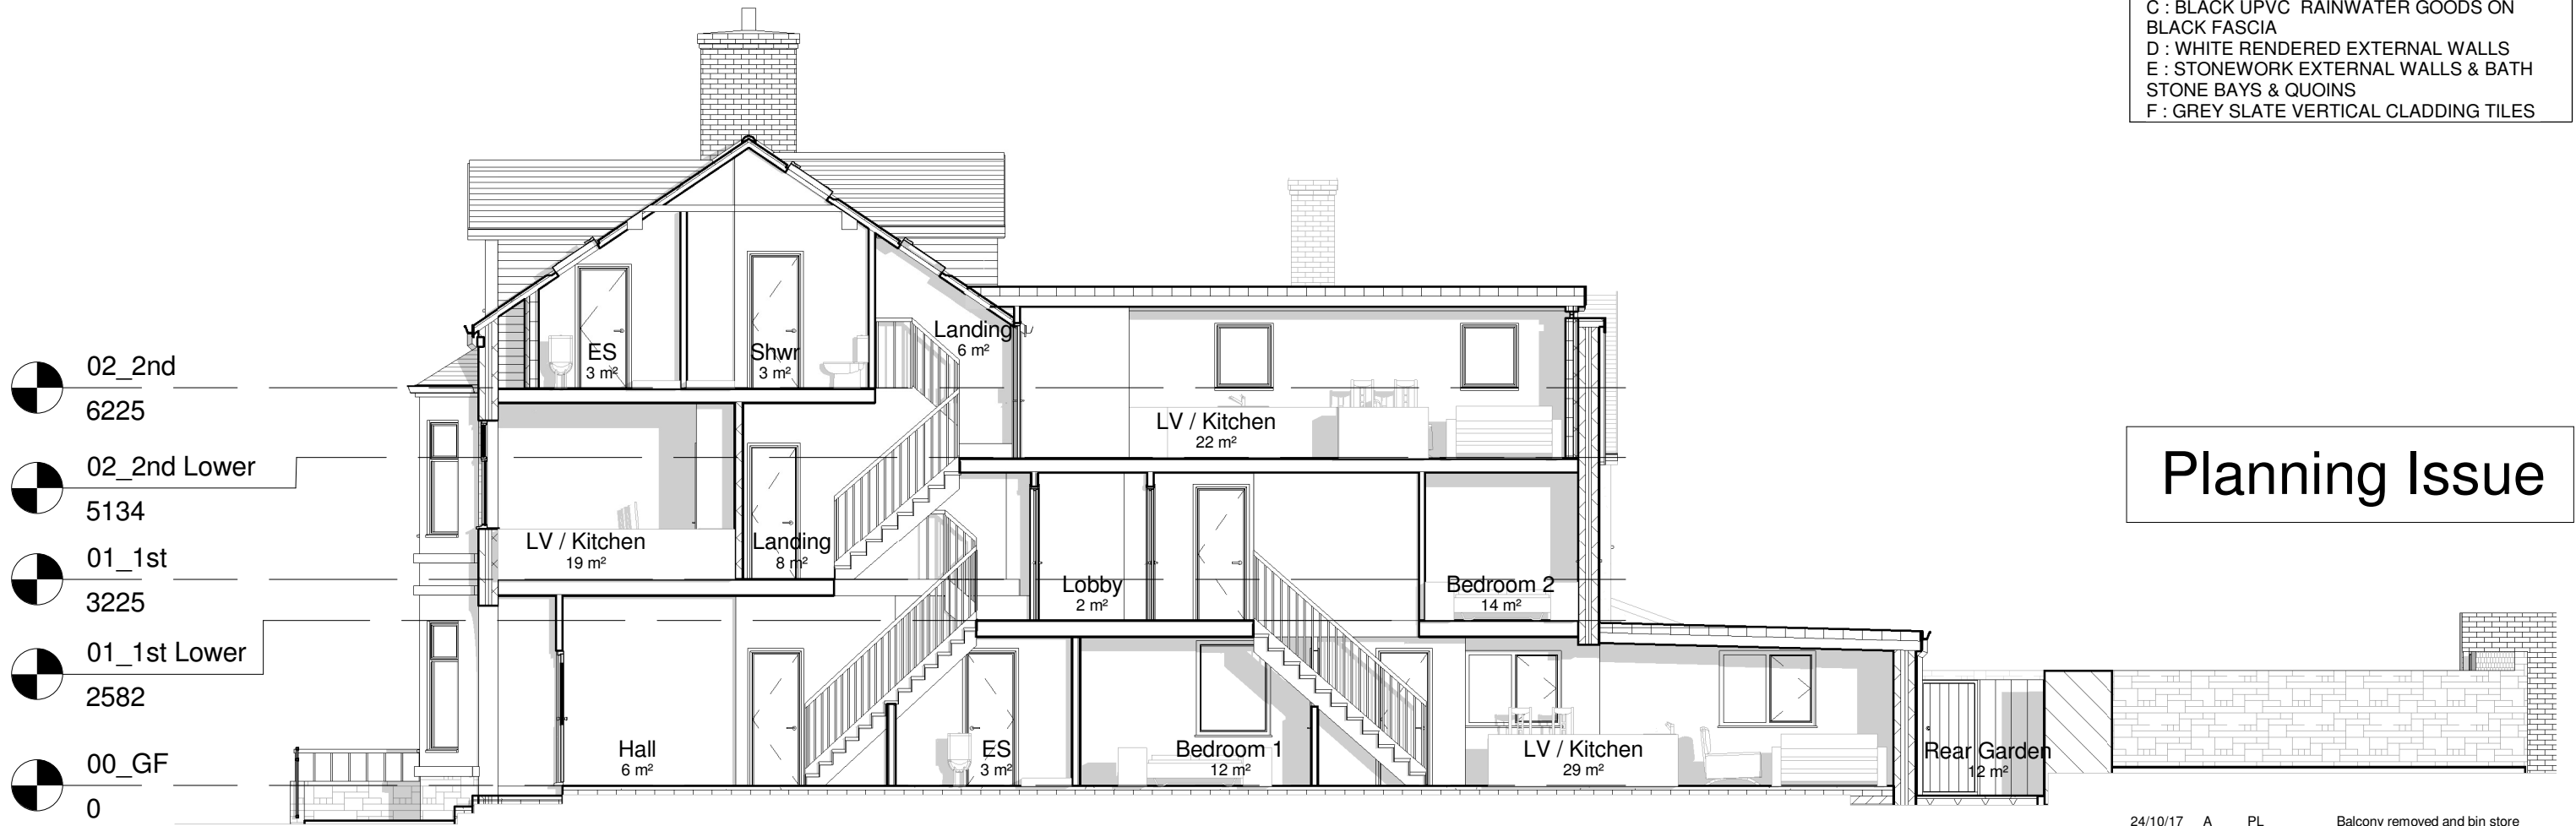 C : BLACK UPVC RAINWATER GOODS ON
BLACK FASCIA
D : WHITE RENDERED EXTERNAL WALLS
E : STONEWORK EXTERNAL WALLS & BATH
STONE BAYS & QUOINS
F : GREY SLATE VERTICAL CLADDING TILES
02_2nd
6225
02_2nd Lower
5134
01_1st
3225
01_1st Lower
2582
00_GF
0
ES
3 m²
Shwr
3 m²
Landing
6 m²
LV / Kitchen
22 m²
LV / Kitchen
19 m²
Landing
8 m²
Lobby
2 m²
Bedroom 2
14 m²
Hall
6 m²
ES
3 m²
Bedroom 1
12 m²
LV / Kitchen
29 m²
Rear Garden
12 m²
Planning Issue
24/10/17 A PL Balcony removed and bin store